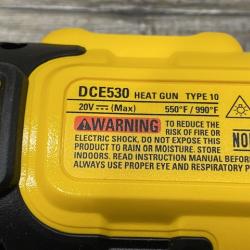 DCE530 HEAT GUN TYPE 10
20V ⎓ (Max) 550°F / 990°F
WARNING TO REDUCE THE
RISK OF FIRE OR
ELECTRIC SHOCK, DO NOT EXPOSE THIS
PRODUCT TO RAIN OR MOISTURE. STORE
INDOORS. READ INSTRUCTION MANUAL BEFORE
ALWAYS USE PROPER EYE AND RESPIRATORY P
NO